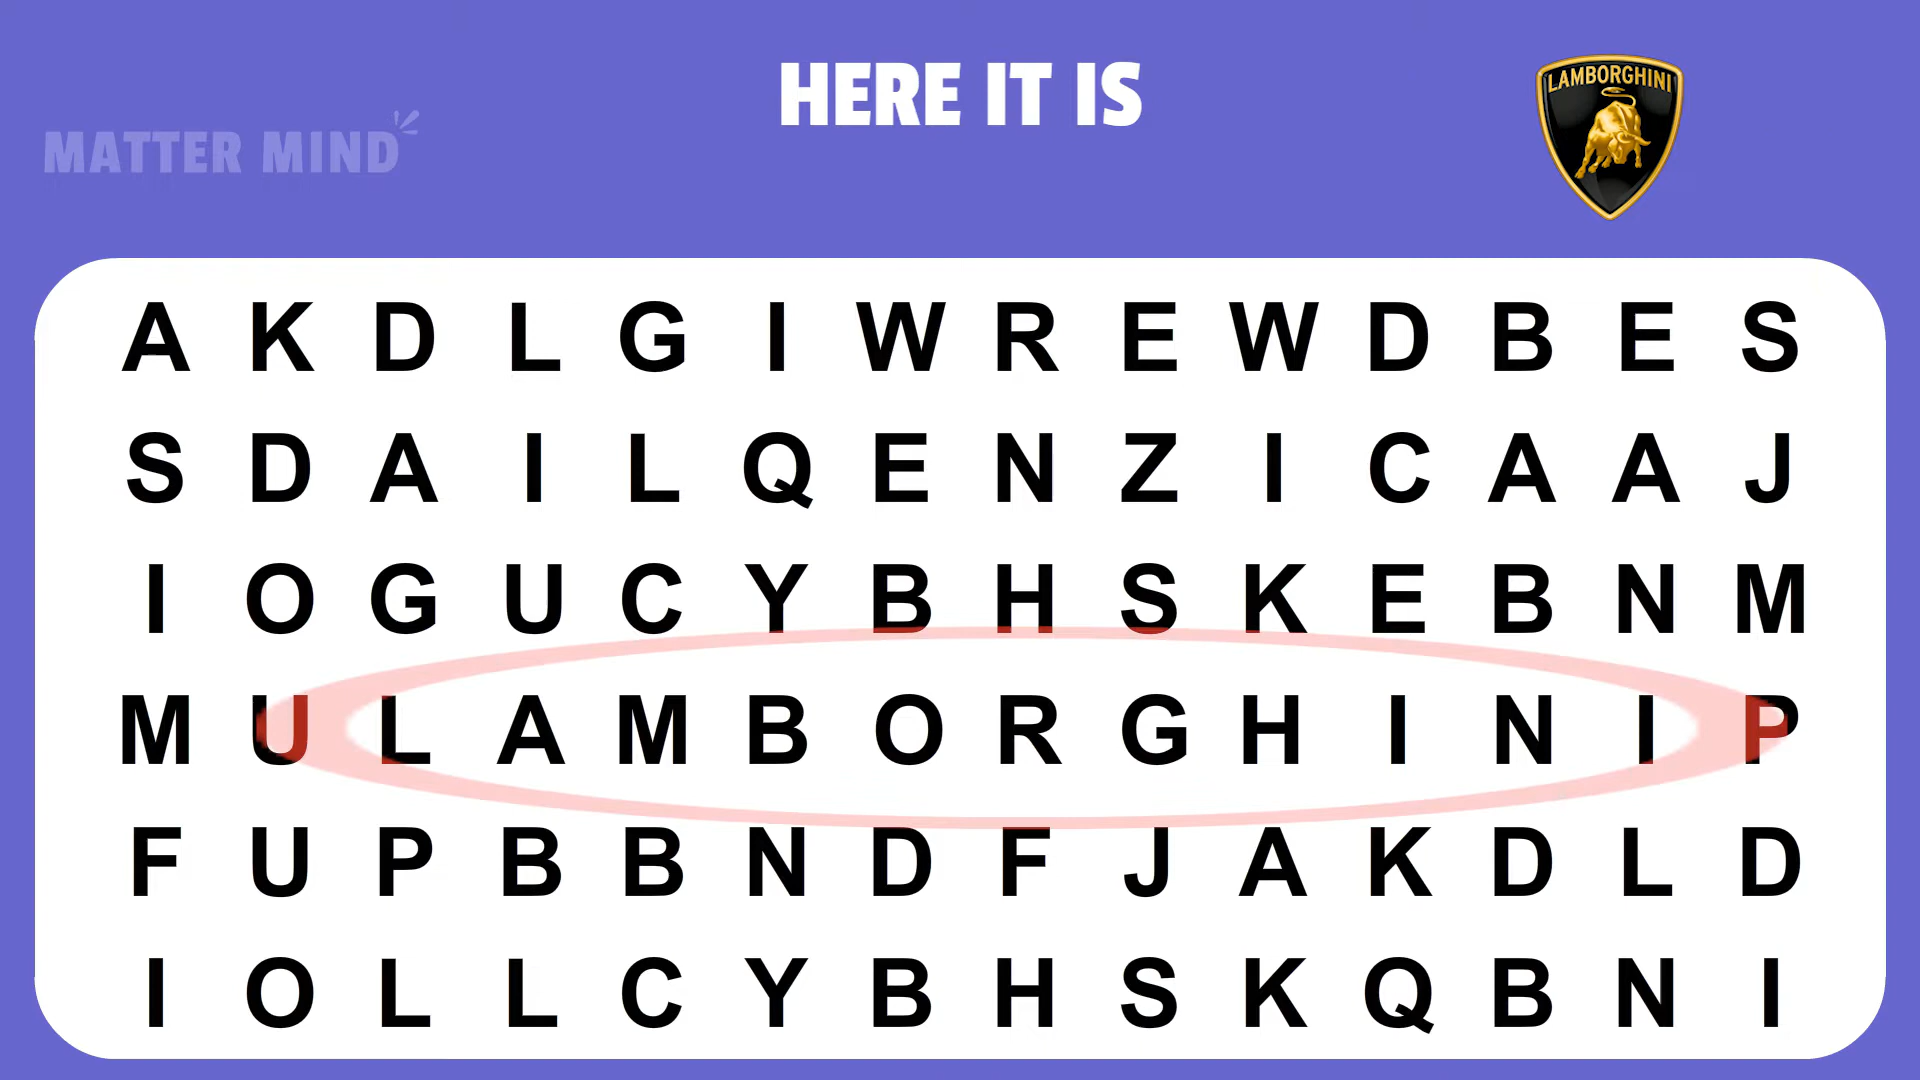 HERE IT IS
LAMBORGHINI
MATTER MIND
A K D L G I W R E W D B E S
S D A I L Q E N Z I C A A J
I O G U C Y B H S K E B N M
M U L A M B O R G H I N I P
F U P B B N D F J A K D L D
I O L L C Y B H S K Q B N I